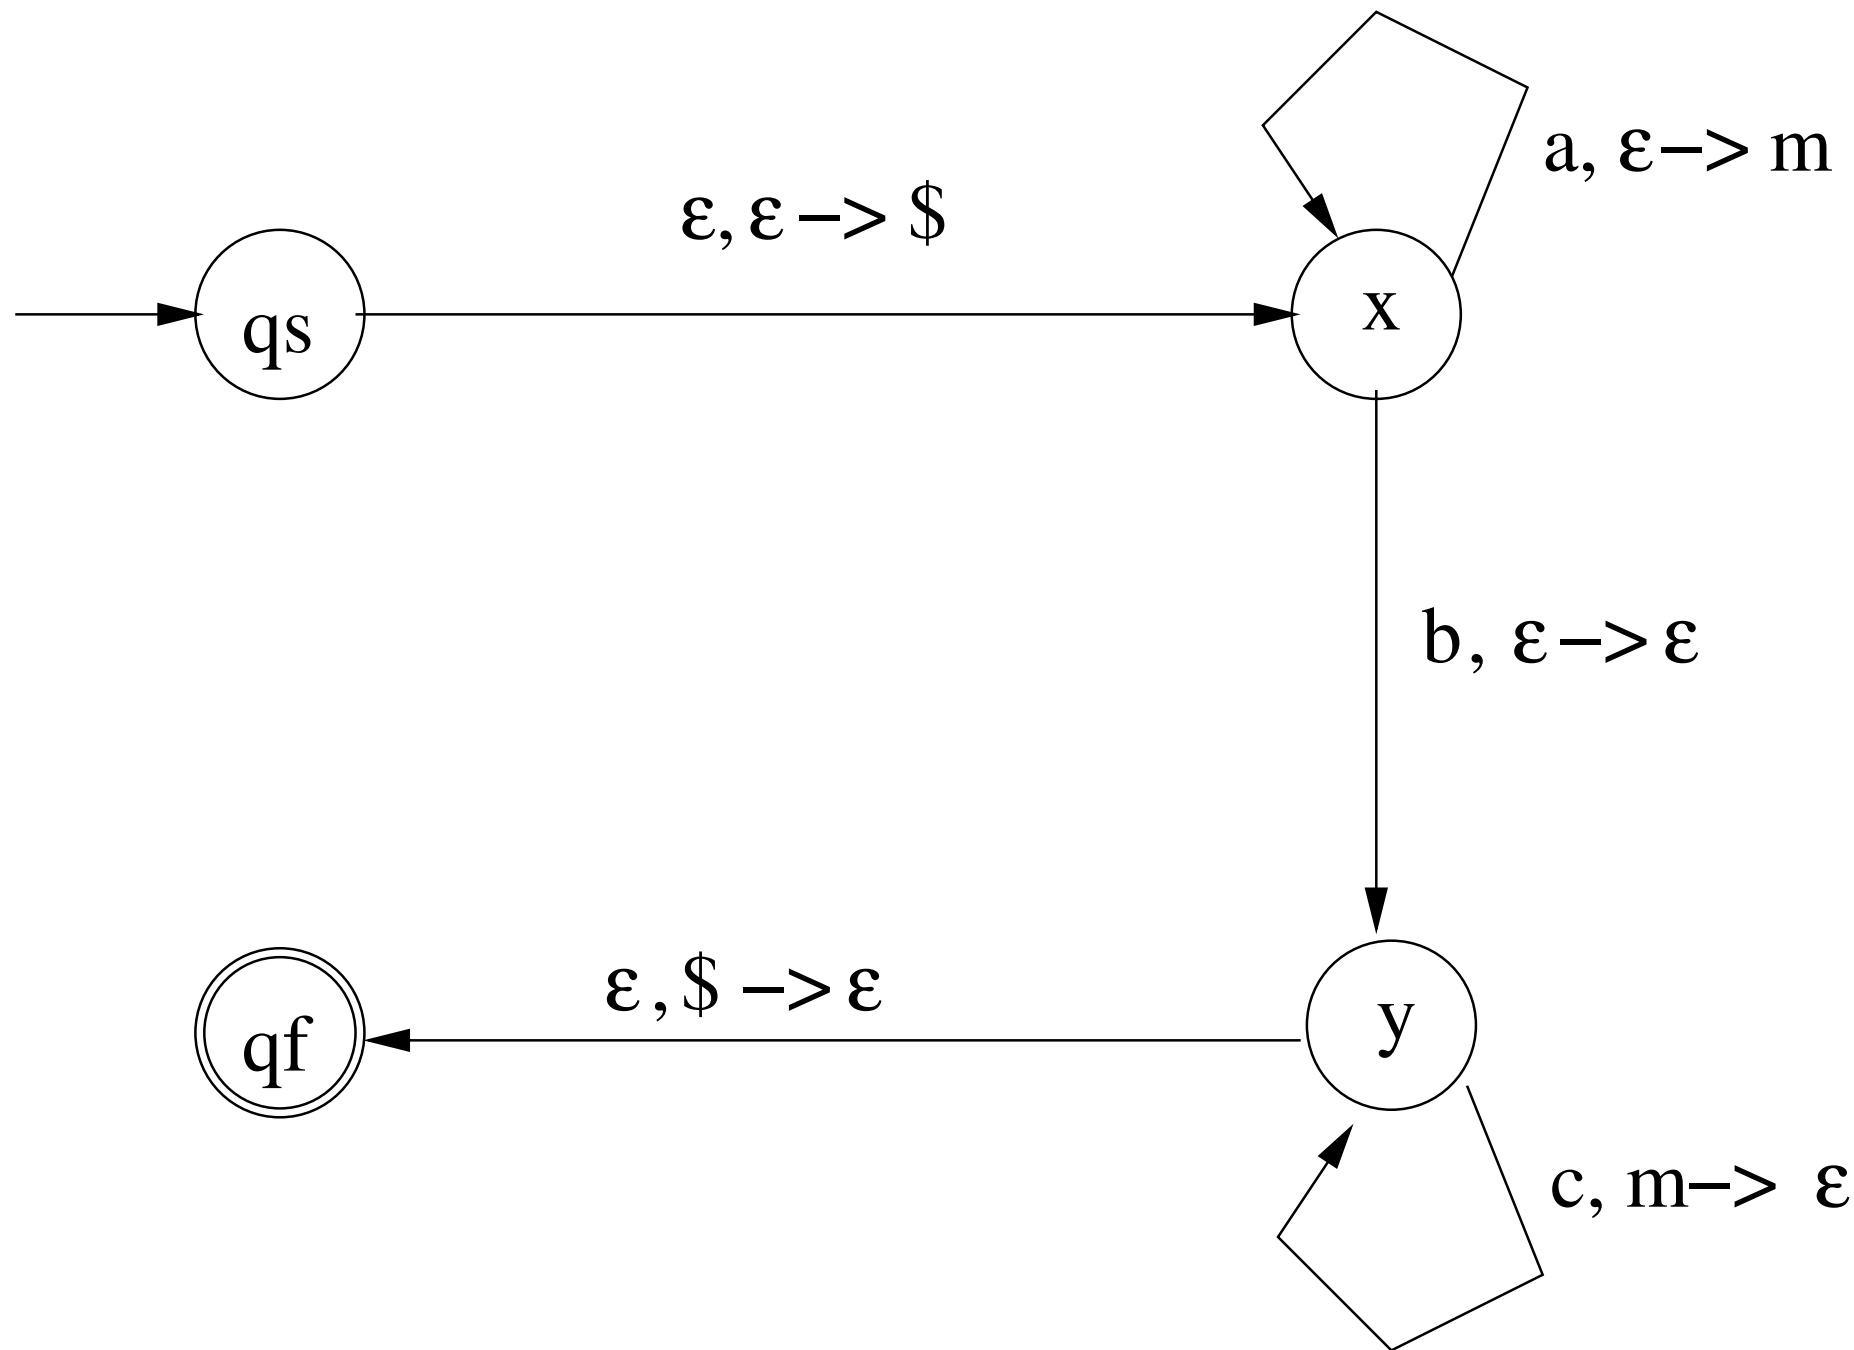 a, ε–> m
ε, ε –> $
qs
x
b, ε –> ε
ε , $ –> ε
qf
y
c, m–> ε